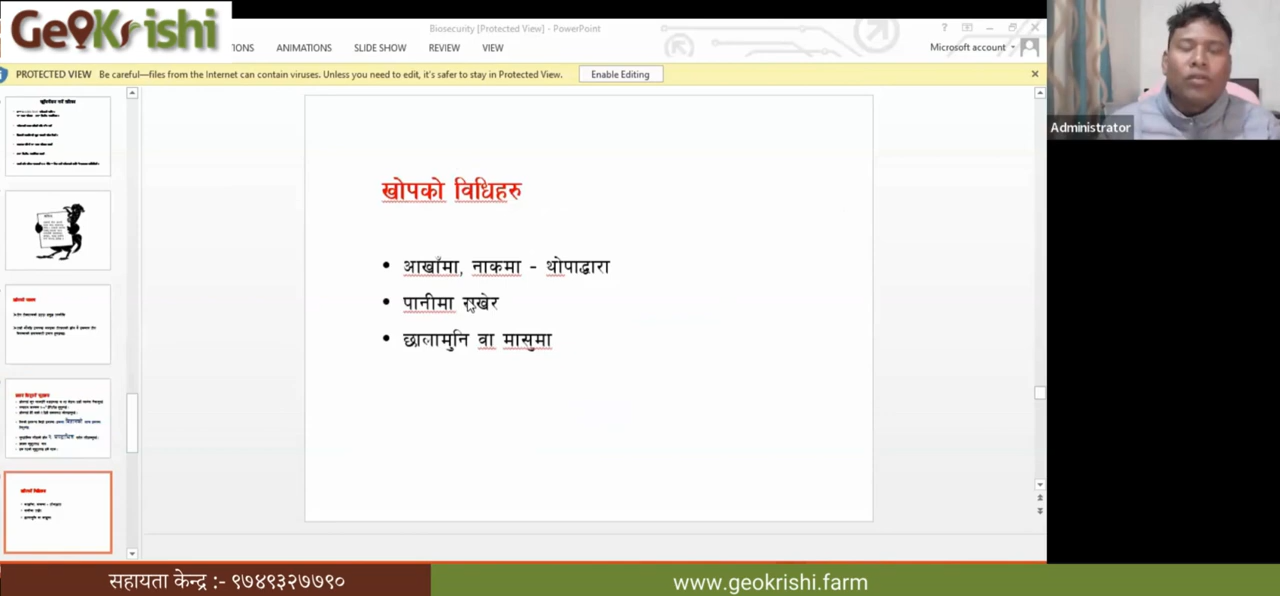 GeoKrishi
Biosecurity [Protected View] - PowerPoint
IONS ANIMATIONS SLIDE SHOW REVIEW VIEW
Microsoft account
PROTECTED VIEW Be careful—files from the Internet can contain viruses. Unless you need to edit, it's safer to stay in Protected View. Enable Editing
Administrator
खोपको विधिहरु
• आखाँमा, नाकमा - थोपाद्धारा
• पानीमा राखेर
• छालामुनि वा मासुमा
सहायता केन्द्र :- ९७४९३२७७९०
www.geokrishi.farm